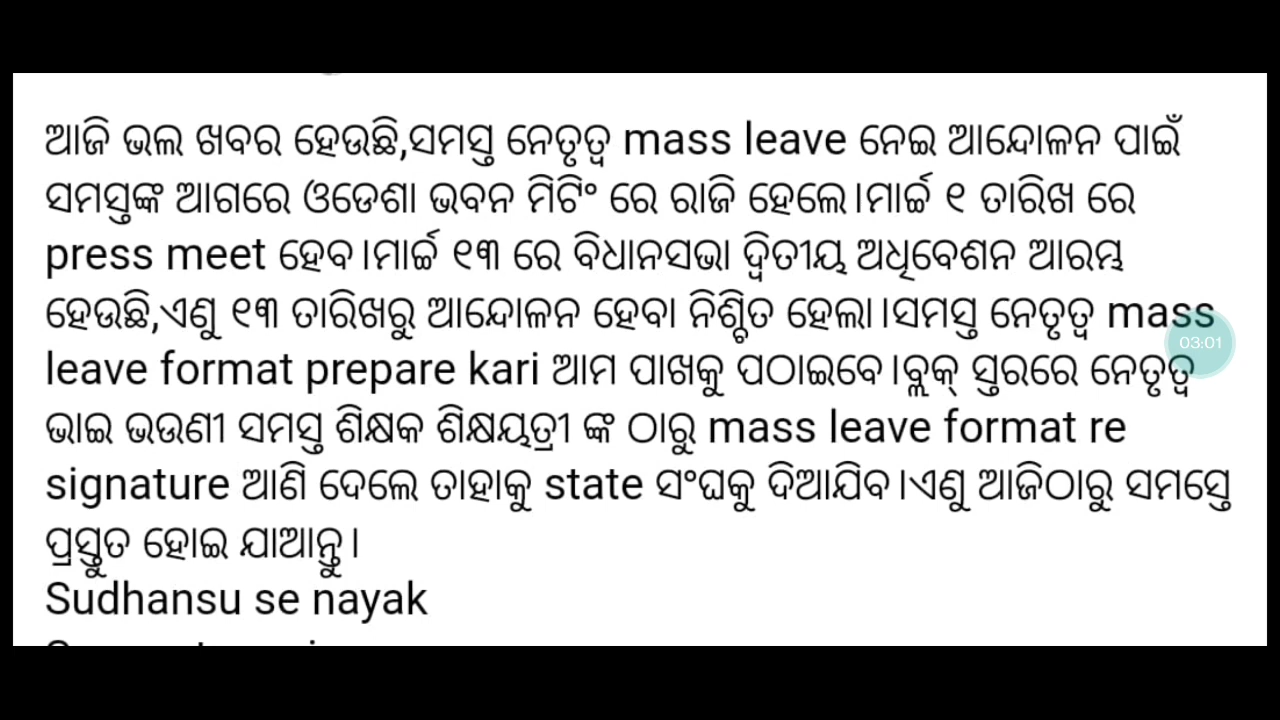 ଆଜି ଭଲ ଖବର ହେଉଛି,ସମସ୍ତ ନେତୃତ୍ୱ mass leave ନେଇ ଆନ୍ଦୋଳନ ପାଇଁ
ସମସ୍ତଙ୍କ ଆଗରେ ଓଡେଶା ଭବନ ମିଟିଂ ରେ ରାଜି ହେଲେ।ମାର୍ଚ୍ଚ ୧ ତାରିଖ ରେ
press meet ହେବ।ମାର୍ଚ୍ଚ ୧୩ ରେ ବିଧାନସଭା ଦ୍ୱିତୀୟ ଅଧିବେଶନ ଆରମ୍ଭ
ହେଉଛି,ଏଣୁ ୧୩ ତାରିଖରୁ ଆନ୍ଦୋଳନ ହେବା ନିଶ୍ଚିତ ହେଲା।ସମସ୍ତ ନେତୃତ୍ୱ mass
03:01
leave format prepare kari ଆମ ପାଖକୁ ପଠାଇବେ।ବ୍ଲକ୍ ସ୍ତରରେ ନେତୃତ୍ୱ
ଭାଇ ଭଉଣୀ ସମସ୍ତ ଶିକ୍ଷକ ଶିକ୍ଷୟତ୍ରୀ ଙ୍କ ଠାରୁ mass leave format re
signature ଆଣି ଦେଲେ ତାହାକୁ state ସଂଘକୁ ଦିଆଯିବ।ଏଣୁ ଆଜିଠାରୁ ସମସ୍ତେ
ପ୍ରସ୍ତୁତ ହୋଇ ଯାଆନ୍ତୁ।
Sudhansu se nayak